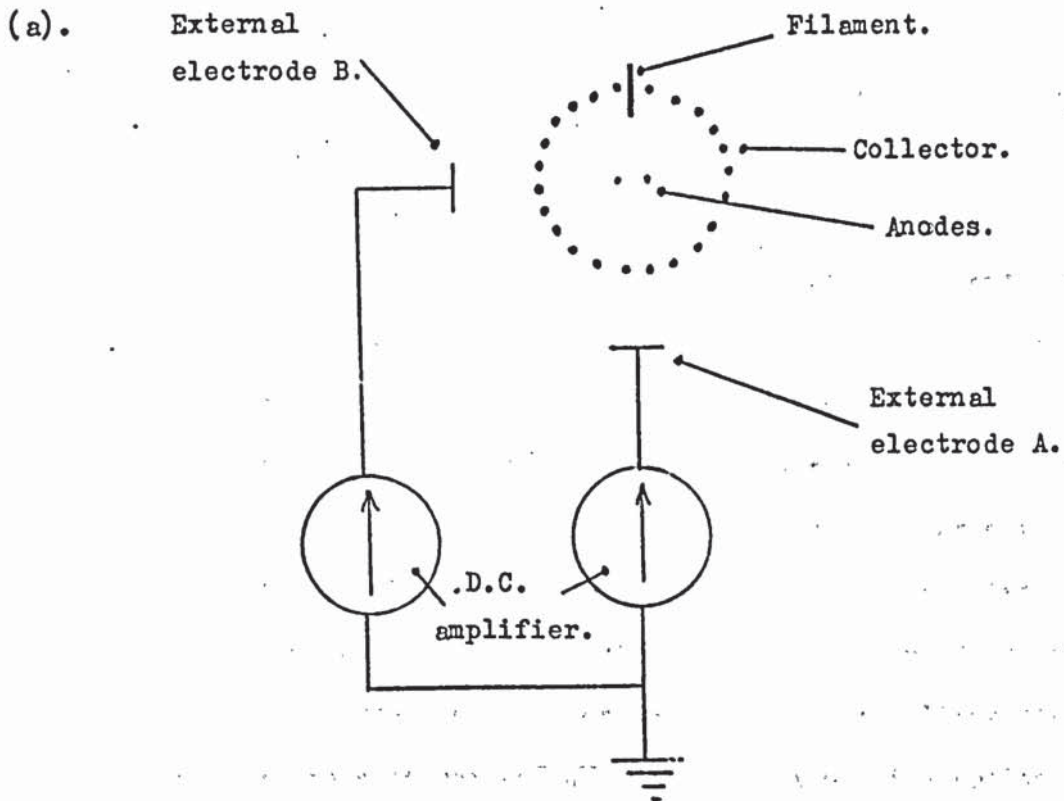 (a).
External
electrode B.
Filament.
Collector.
Anodes.
External
electrode A.
.D.C.
amplifier.